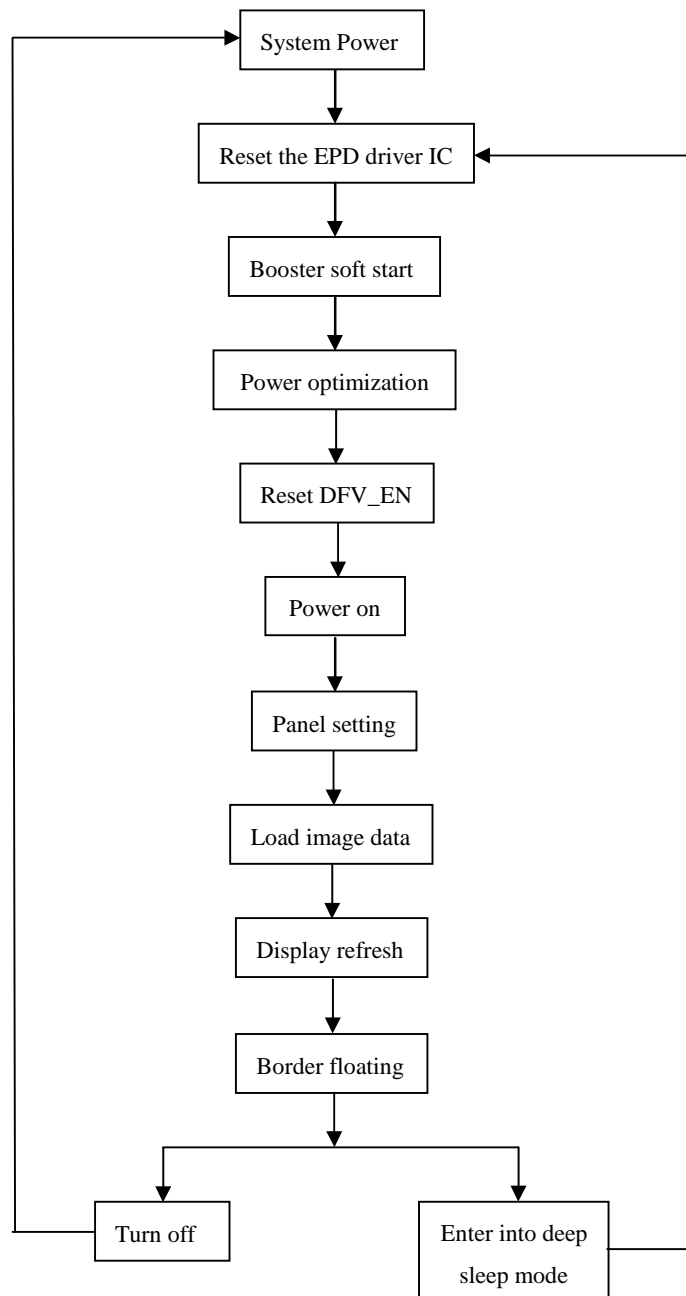 System Power
Reset the EPD driver IC
Booster soft start
Power optimization
Reset DFV_EN
Power on
Panel setting
Load image data
Display refresh
Border floating
Turn off
Enter into deep
sleep mode